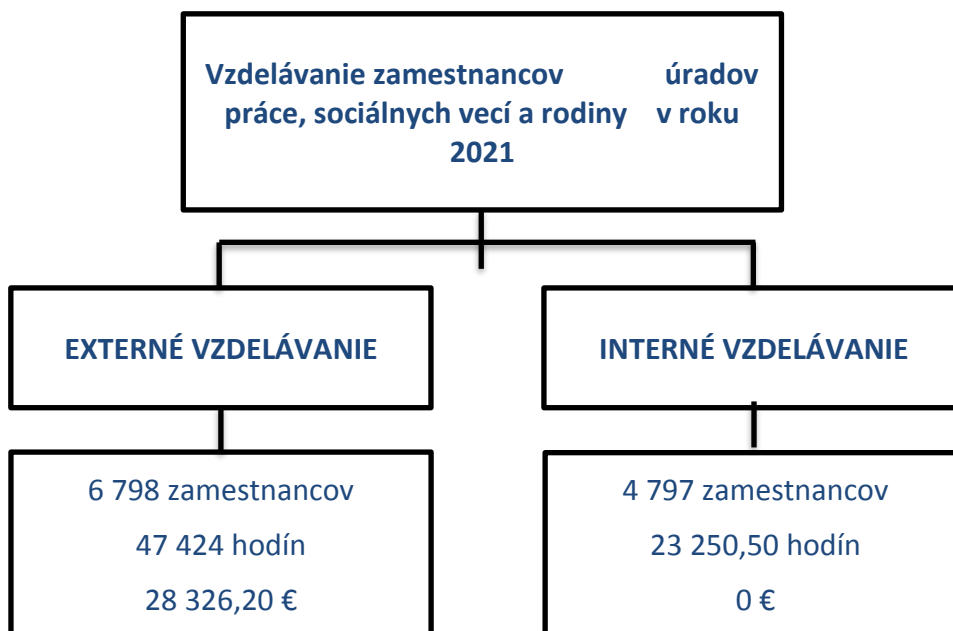 Vzdelávanie zamestnancov úradov
práce, sociálnych vecí a rodiny v roku
2021
EXTERNÉ VZDELÁVANIE
INTERNÉ VZDELÁVANIE
6 798 zamestnancov
47 424 hodín
28 326,20 €
4 797 zamestnancov
23 250,50 hodín
0 €